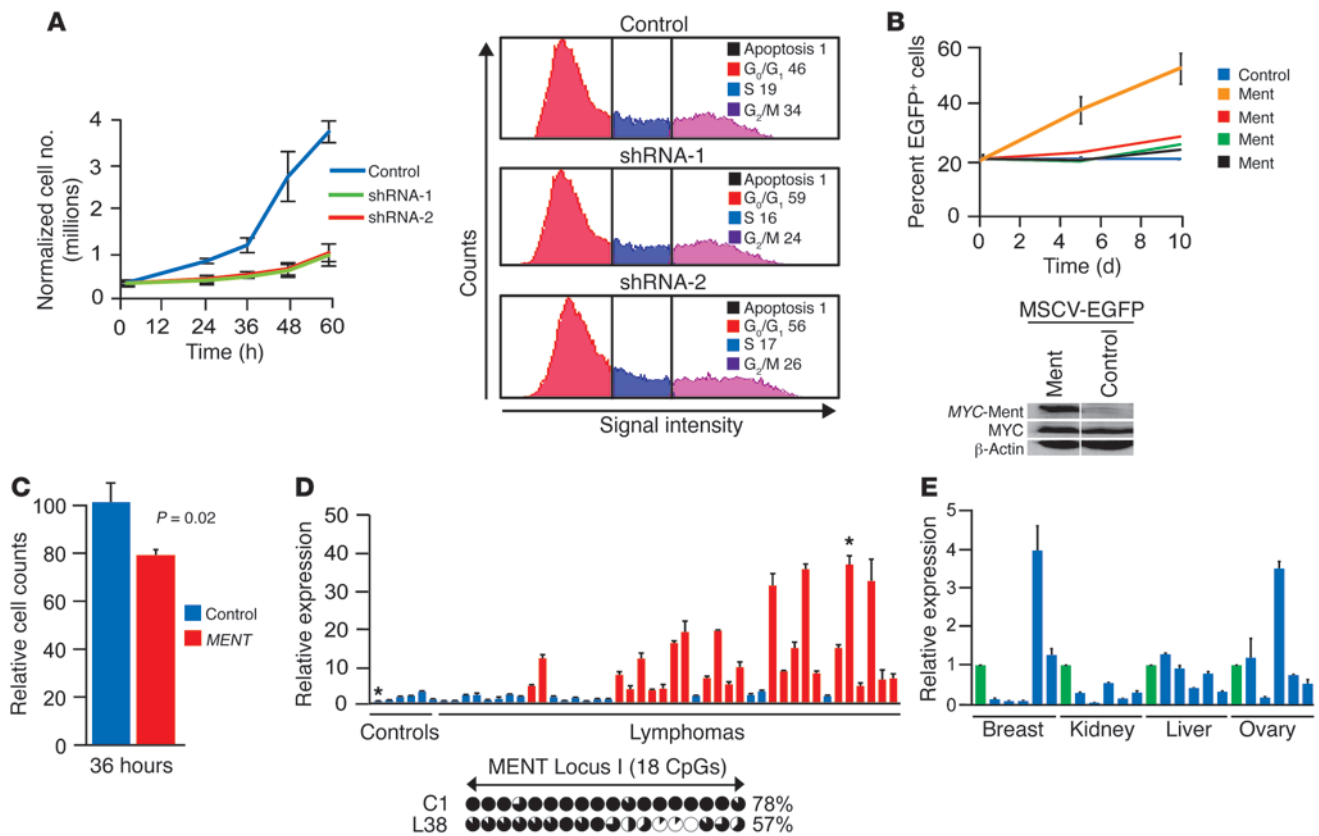 A
Normalized cell no.
(millions)
4
3
2
1
0
0 12 24 36 48 60
Time (h)
Control
shRNA-1
shRNA-2
Control
Apoptosis 1
G0/G1 46
S 19
G2/M 34
shRNA-1
Apoptosis 1
G0/G1 59
S 16
G2/M 24
shRNA-2
Apoptosis 1
G0/G1 56
S 17
G2/M 26
Counts
Signal intensity
B
Percent EGFP+ cells
60
40
20
0
0 2 4 6 8 10
Time (d)
Control
Ment
Ment
Ment
Ment
MSCV-EGFP
Ment
Control
MYC-Ment
MYC
β-Actin
C
Relative cell counts
100
80
60
40
20
0
P = 0.02
Control
MENT
36 hours
D
Relative expression
50
40
30
20
10
0
*
*
Controls Lymphomas
MENT Locus I (18 CpGs)
C1 78%
L38 57%
E
Relative expression
5
4
3
2
1
0
Breast Kidney Liver Ovary